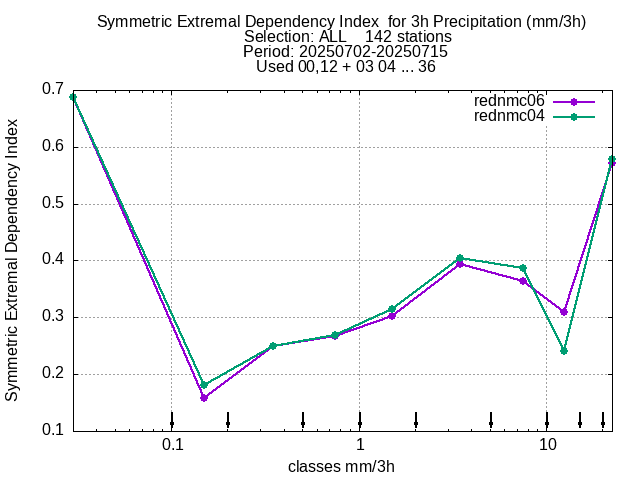 Symmetric Extremal Dependency Index  for 3h Precipitation (mm/3h)
Selection: ALL    142 stations
Period: 20250702-20250715
Used 00,12 + 03 04 ... 36
rednmc06
rednmc04
0.7
0.6
0.5
0.4
0.3
0.2
0.1
Symmetric Extremal Dependency Index
0.1 1 10
classes mm/3h